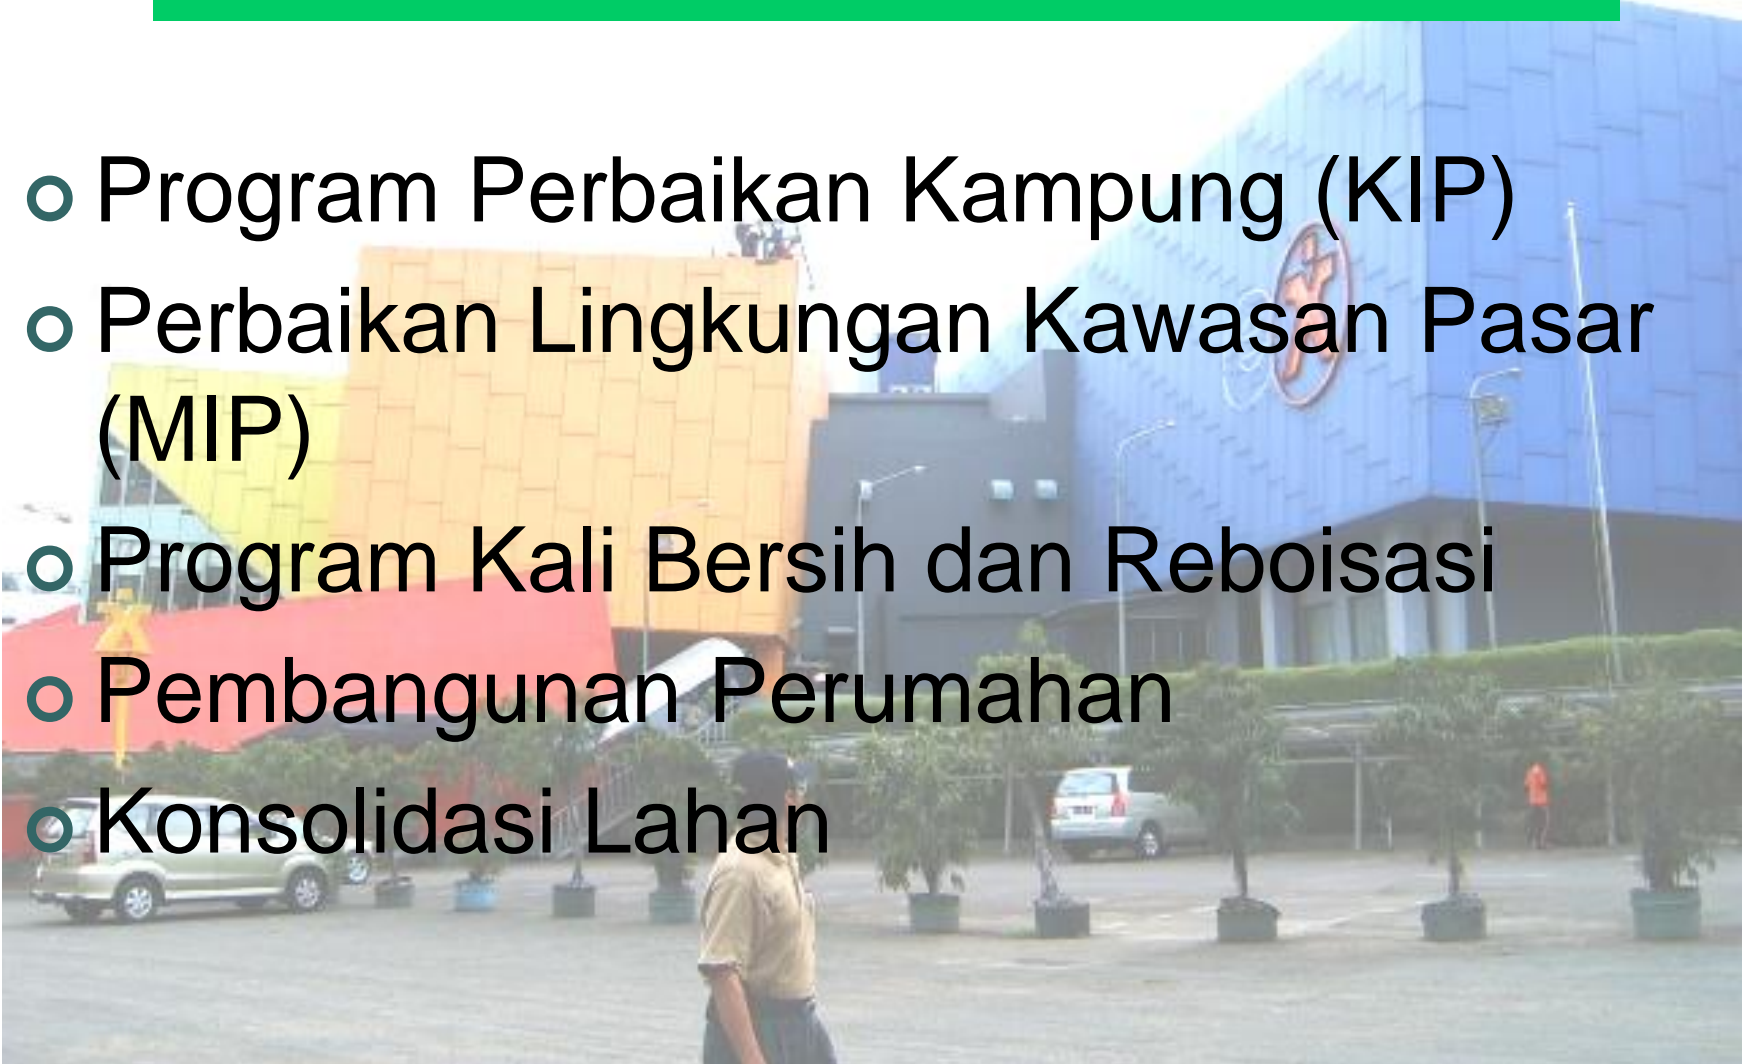 Program Perbaikan Kampung (KIP)
Perbaikan Lingkungan Kawasan Pasar
(MIP)
Program Kali Bersih dan Reboisasi
Pembangunan Perumahan
Konsolidasi Lahan